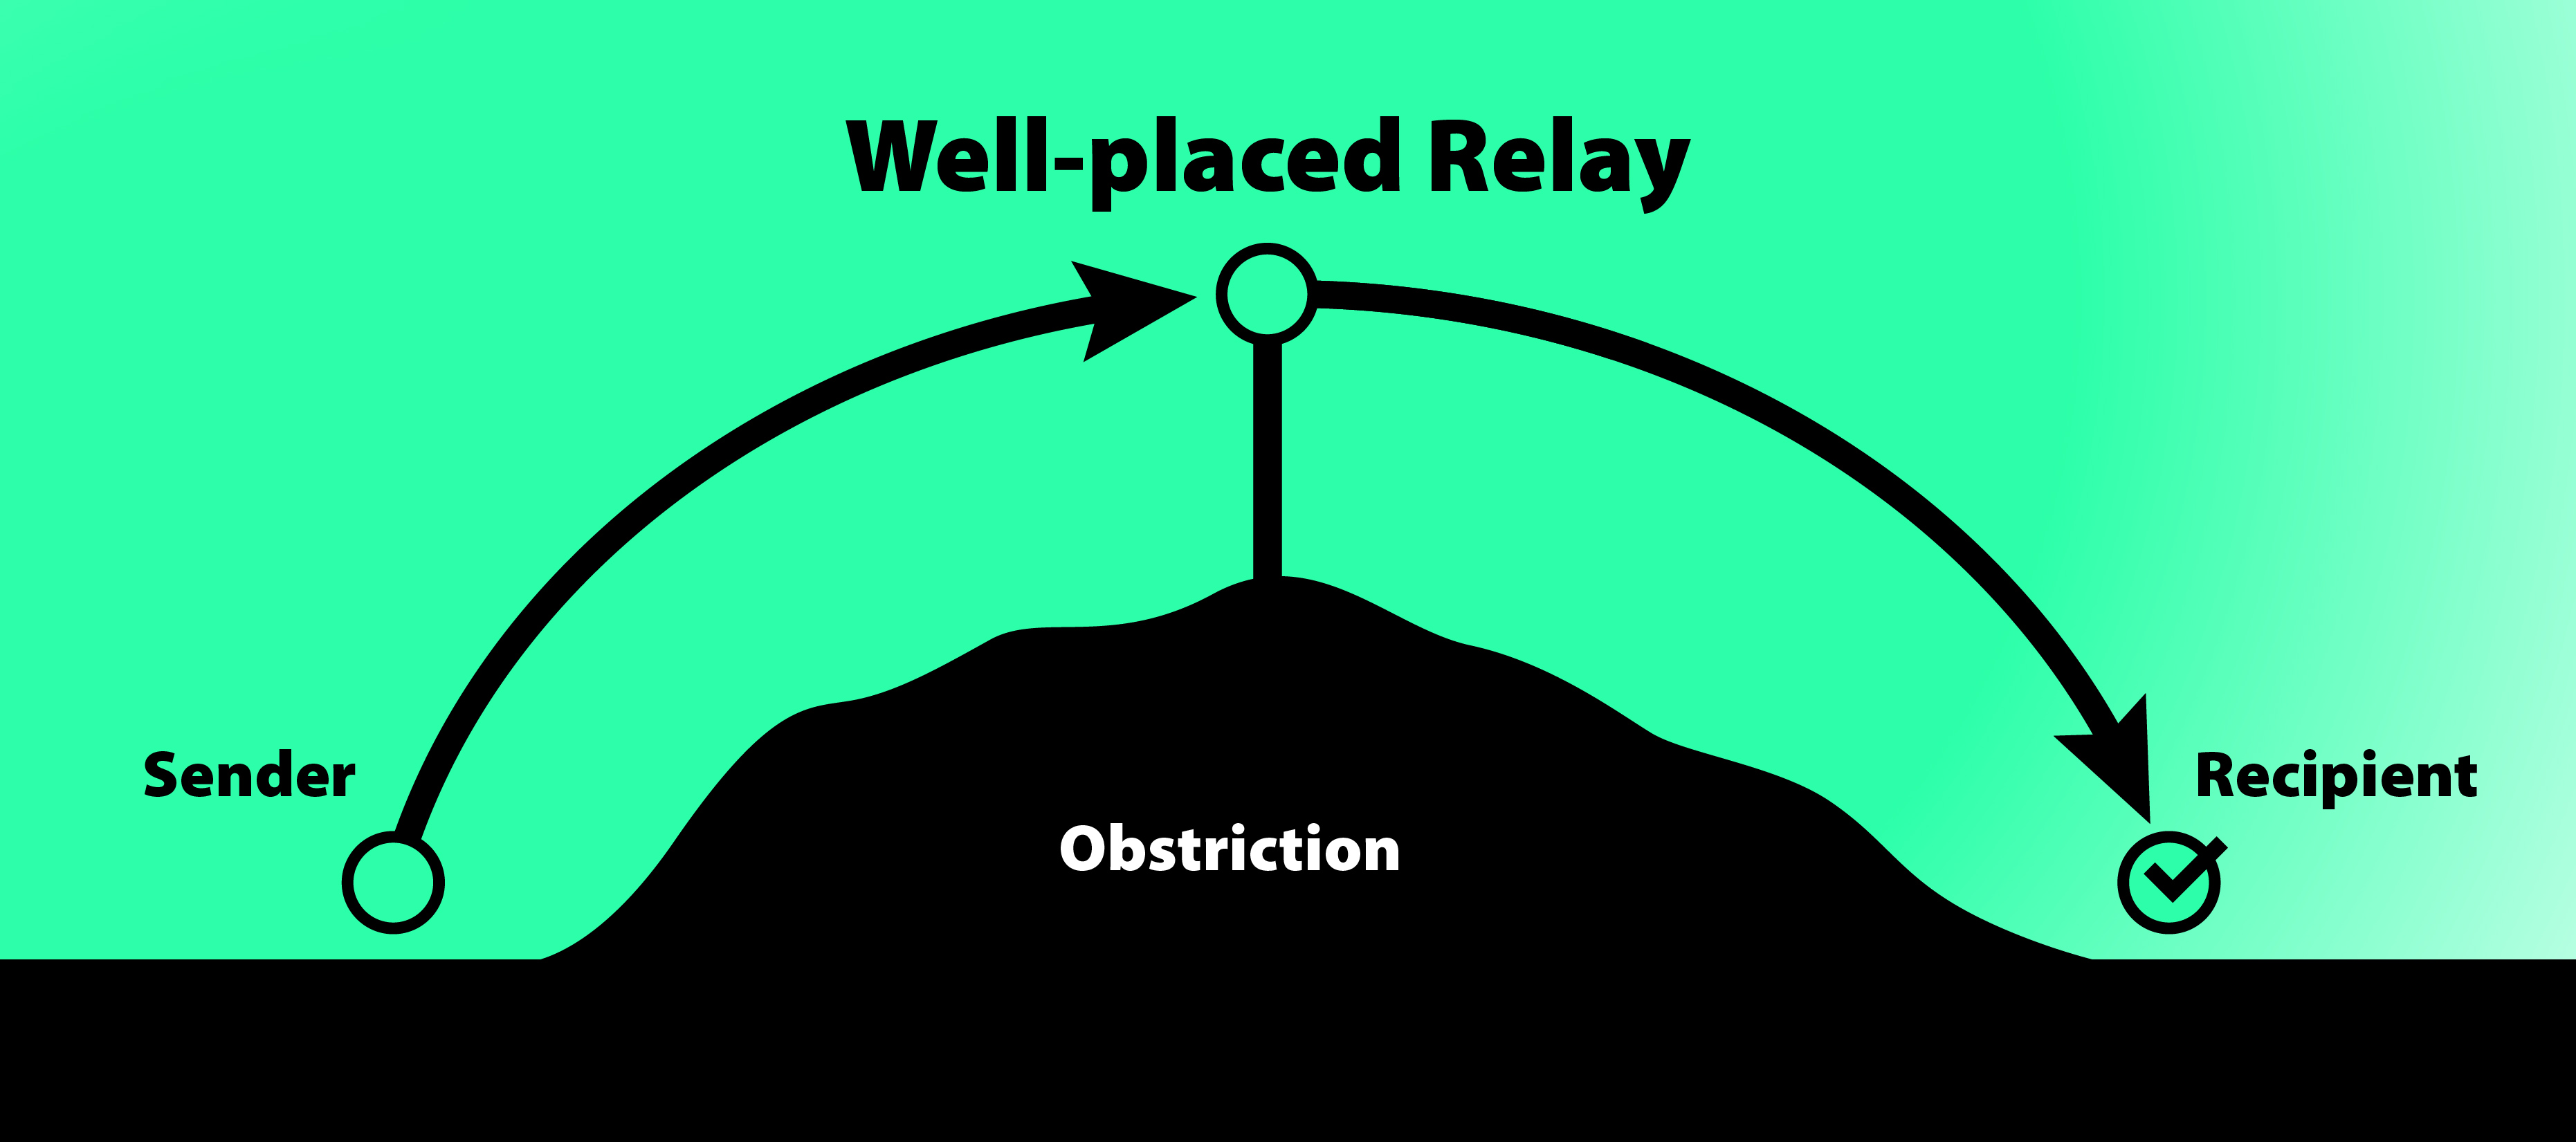 Well-placed Relay
Sender
Recipient
Obstriction